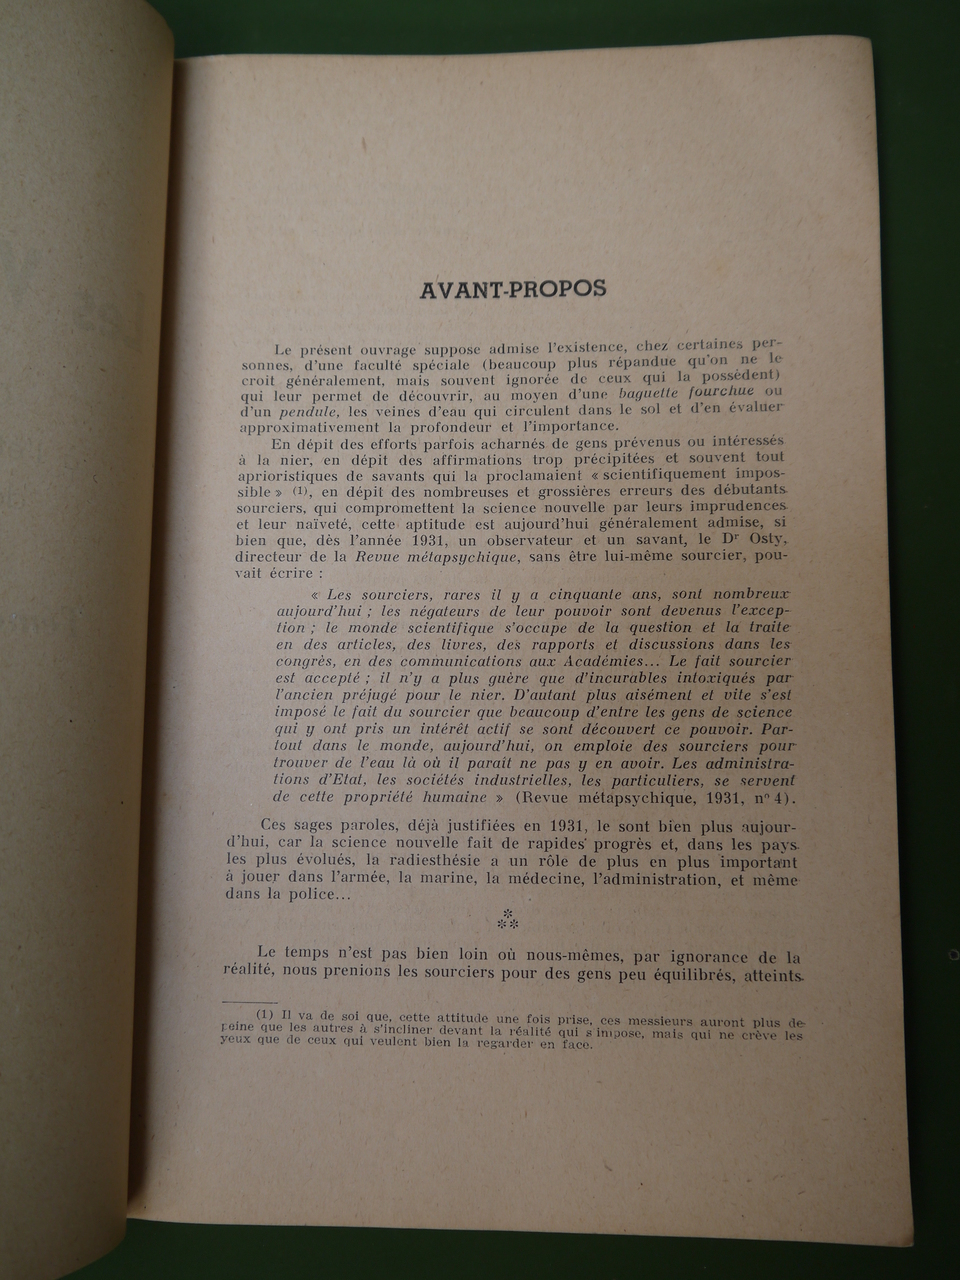 AVANT-PROPOS
Le présent ouvrage suppose admise l'existence, chez certaines per-
sonnes, d'une faculté spéciale (beaucoup plus répandue qu'on ne le
croit généralement, mais souvent ignorée de ceux qui la possèdent)
qui leur permet de découvrir, au moyen d'une baguette fourchue ou
d'un pendule, les veines d'eau qui circulent dans le sol et d'en évaluer
approximativement la profondeur et l'importance.
En dépit des efforts parfois acharnés de gens prévenus ou intéressés
à la nier, en dépit des affirmations trop précipitées et souvent tout
aprioristiques de savants qui la proclamaient « scientifiquement impos-
sible » (1), en dépit des nombreuses et grossières erreurs des débutants
sourciers, qui compromettent la science nouvelle par leurs imprudences
et leur naïveté, cette aptitude est aujourd'hui généralement admise, si
bien que, dès l'année 1931, un observateur et un savant, le Dr Osty,
directeur de la Revue métapsychique, sans être lui-même sourcier, pou-
vait écrire :
« Les sourciers, rares il y a cinquante ans, sont nombreux
aujourd'hui ; les négateurs de leur pouvoir sont devenus l'excep-
tion ; le monde scientifique s'occupe de la question et la traite
en des articles, des livres, des rapports et discussions dans les
congrès, en des communications aux Académies... Le fait sourcier
est accepté ; il n'y a plus guère que d'incurables intoxiqués par
l'ancien préjugé pour le nier. D'autant plus aisément et vite s'est
imposé le fait du sourcier que beaucoup d'entre les gens de science
qui y ont pris un intérêt actif se sont découvert ce pouvoir. Par-
tout dans le monde, aujourd'hui, on emploie des sourciers pour
trouver de l'eau là où il paraît ne pas y en avoir. Les administra-
tions d'Etat, les sociétés industrielles, les particuliers, se servent
de cette propriété humaine » (Revue métapsychique, 1931, n° 4).
Ces sages paroles, déjà justifiées en 1931, le sont bien plus aujour-
d'hui, car la science nouvelle fait de rapides progrès et, dans les pays
les plus évolués, la radiesthésie a un rôle de plus en plus important
à jouer dans l'armée, la marine, la médecine, l'administration, et même
dans la police...
*
**
Le temps n'est pas bien loin où nous-mêmes, par ignorance de la
réalité, nous prenions les sourciers pour des gens peu équilibrés, atteints
(1) Il va de soi que, cette attitude une fois prise, ces messieurs auront plus de
peine que les autres à s'incliner devant la réalité qui s'impose, mais qui ne crève les
yeux que de ceux qui veulent bien la regarder en face.